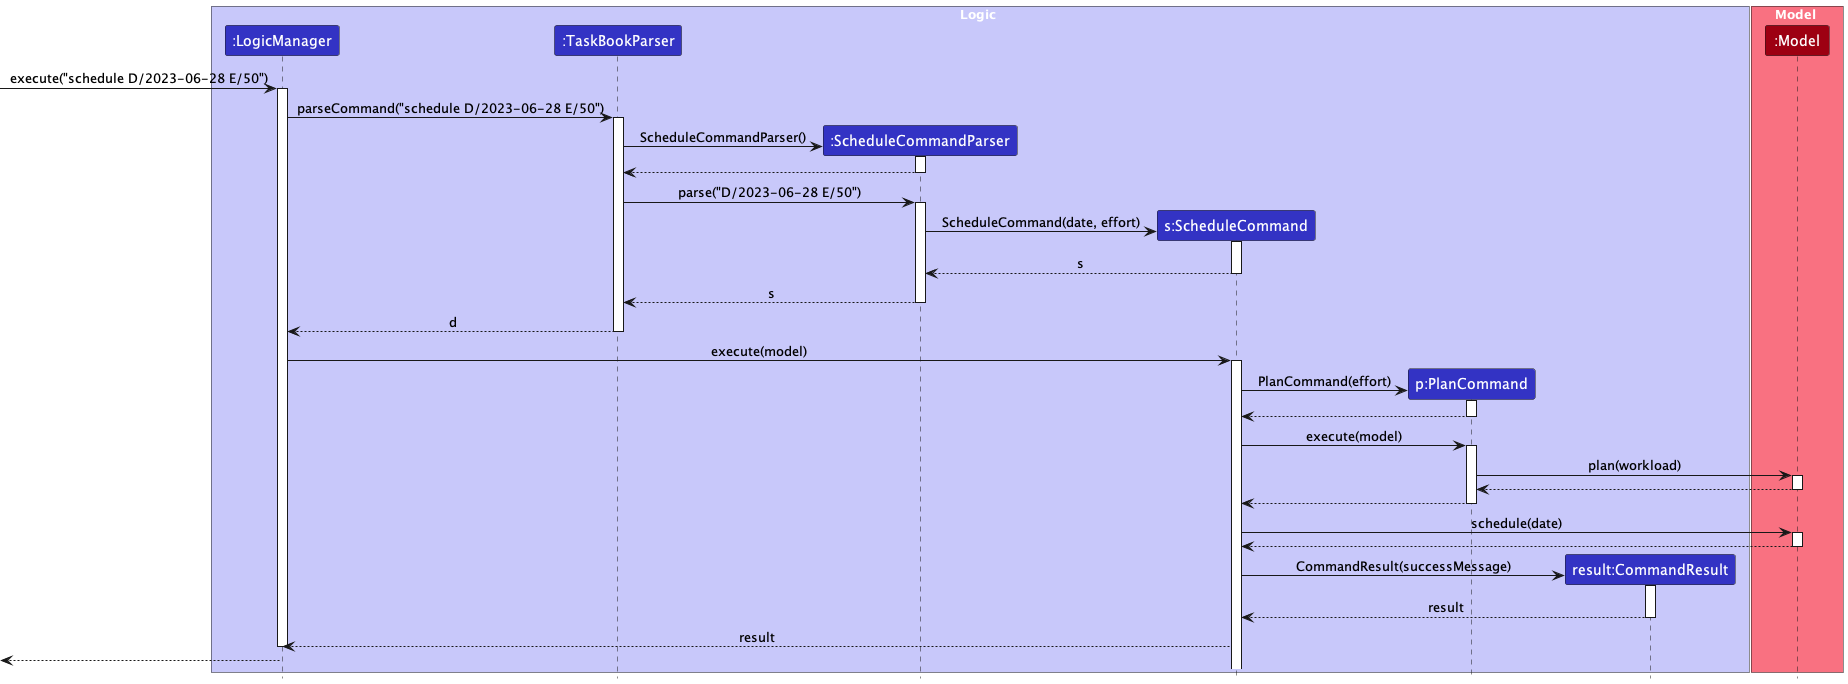 Logic
Model
:LogicManager
:TaskBookParser
:Model
execute("schedule D/2023-06-28 E/50")
parseCommand("schedule D/2023-06-28 E/50")
ScheduleCommandParser()
:ScheduleCommandParser
parse("D/2023-06-28 E/50")
ScheduleCommand(date, effort)
s:ScheduleCommand
s
s
d
execute(model)
PlanCommand(effort)
p:PlanCommand
execute(model)
plan(workload)
schedule(date)
CommandResult(successMessage)
result:CommandResult
result
result